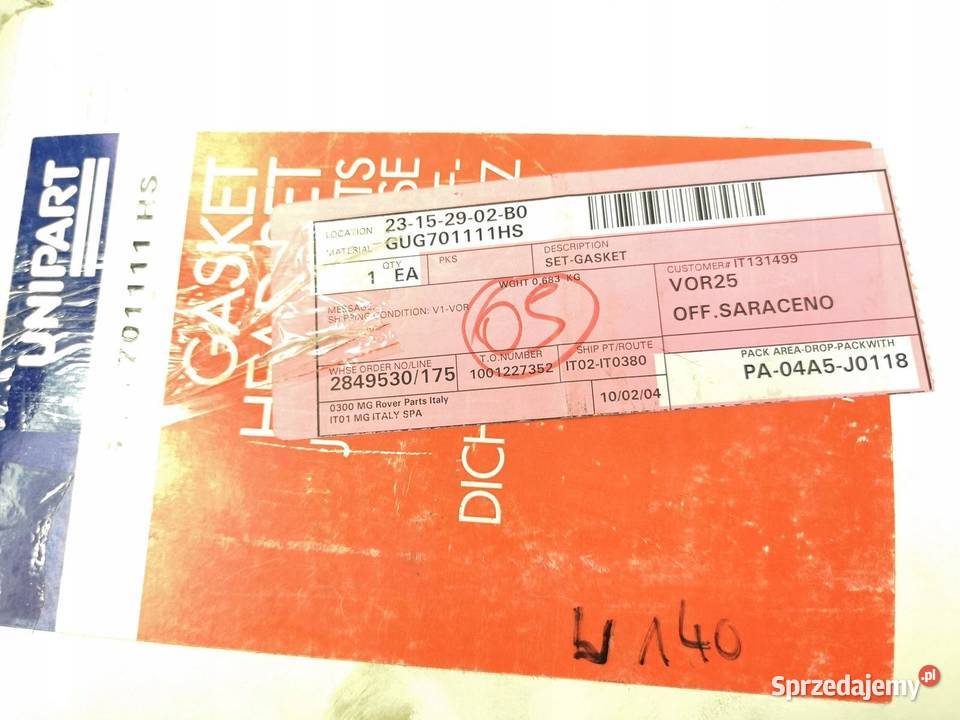 UNIPART
701111 HS
GASKET
HEADSET
DICH
LOCATION 23-15-29-02-B0
MATERIAL GUG701111HS
QTY
1 EA
PKS
DESCRIPTION
SET-GASKET
WGHT 0,683 KG
MESSAGE
SHIPPING CONDITION: V1-VOR
05
CUSTOMER# IT131499
VOR25
OFF.SARACENO
WHSE ORDER NO/LINE
2849530/175
T.O.NUMBER
1001227352
SHIP PT/ROUTE
IT02-IT0380
PACK AREA-DROP-PACKWITH
PA-04A5-J0118
0300 MG Rover Parts Italy
IT01 MG ITALY SPA
10/02/04
W 140
Sprzedajemy.pl